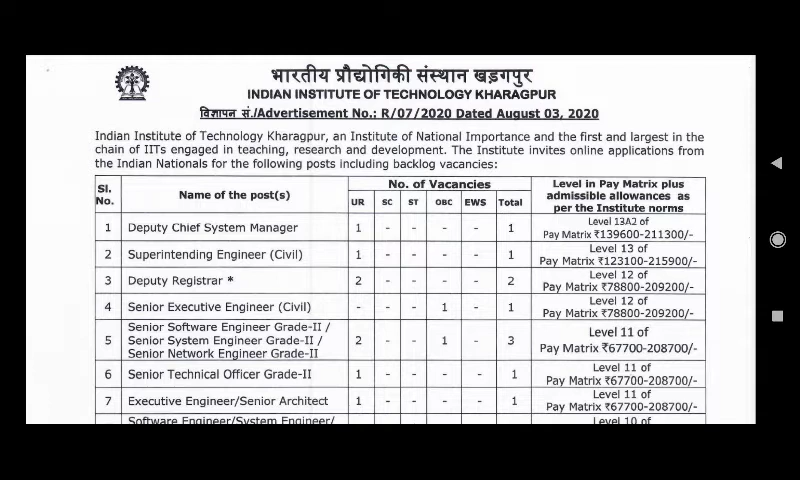 भारतीय प्रौद्योगिकी संस्थान खड़गपुर
INDIAN INSTITUTE OF TECHNOLOGY KHARAGPUR
विज्ञापन सं./Advertisement No.: R/07/2020 Dated August 03, 2020
Indian Institute of Technology Kharagpur, an Institute of National Importance and the first and largest in the
chain of IITs engaged in teaching, research and development. The Institute invites online applications from
the Indian Nationals for the following posts including backlog vacancies:
Sl. No. Name of the post(s) No. of Vacancies Level in Pay Matrix plus admissible allowances as per the Institute norms
UR SC ST OBC EWS Total
1 Deputy Chief System Manager 1 - - - - 1 Level 13A2 of
Pay Matrix ₹139600-211300/-
2 Superintending Engineer (Civil) 1 - - - - 1 Level 13 of
Pay Matrix ₹123100-215900/-
3 Deputy Registrar * 2 - - - - 2 Level 12 of
Pay Matrix ₹78800-209200/-
4 Senior Executive Engineer (Civil) - - - 1 - 1 Level 12 of
Pay Matrix ₹78800-209200/-
5 Senior Software Engineer Grade-II /
Senior System Engineer Grade-II /
Senior Network Engineer Grade-II 2 - - 1 - 3 Level 11 of
Pay Matrix ₹67700-208700/-
6 Senior Technical Officer Grade-II 1 - - - - 1 Level 11 of
Pay Matrix ₹67700-208700/-
7 Executive Engineer/Senior Architect 1 - - - - 1 Level 11 of
Pay Matrix ₹67700-208700/-
Software Engineer/System Engineer/ Level 10 of